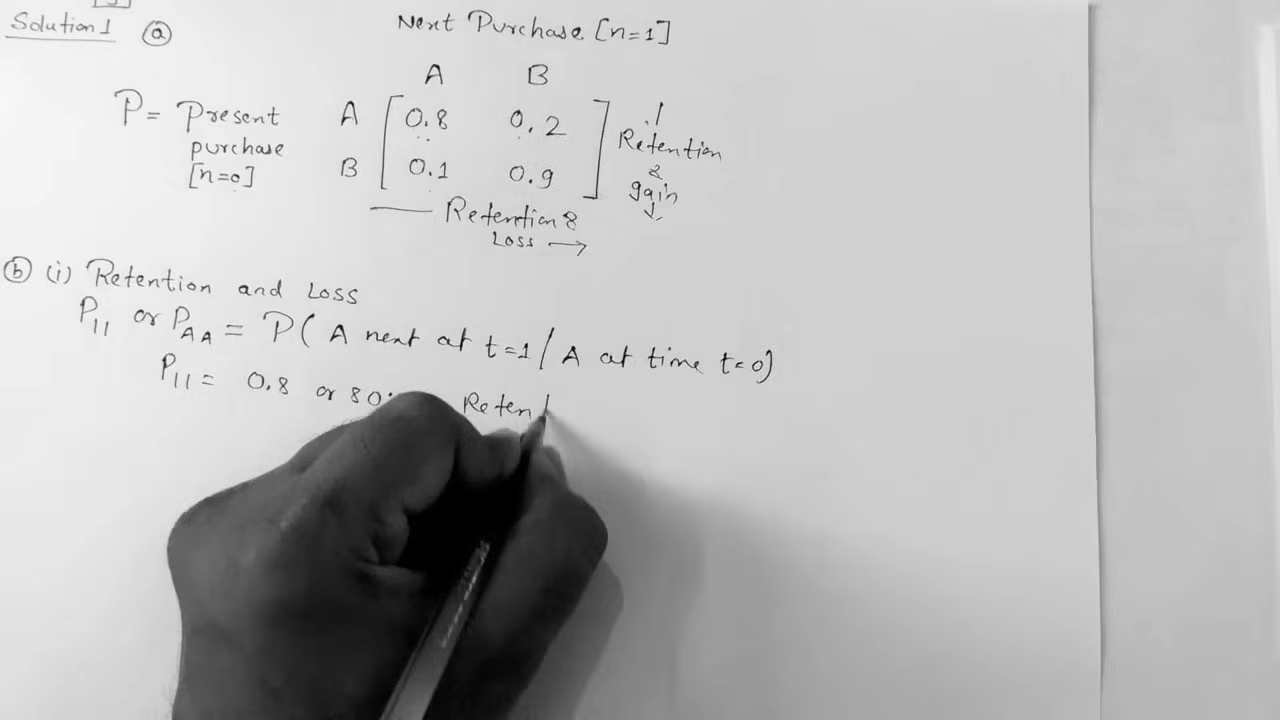 Solution 1 (a) Next Purchase [n=1]
A B
P = Present A 0.8 0.2 Retention
purchase B 0.1 0.9 &
[n=0] gain ↓
Retention &
Loss →
(b) (i) Retention and Loss
P11 or PAA = P( A next at t=1 / A at time t=0)
P11 = 0.8 or 80% Reten